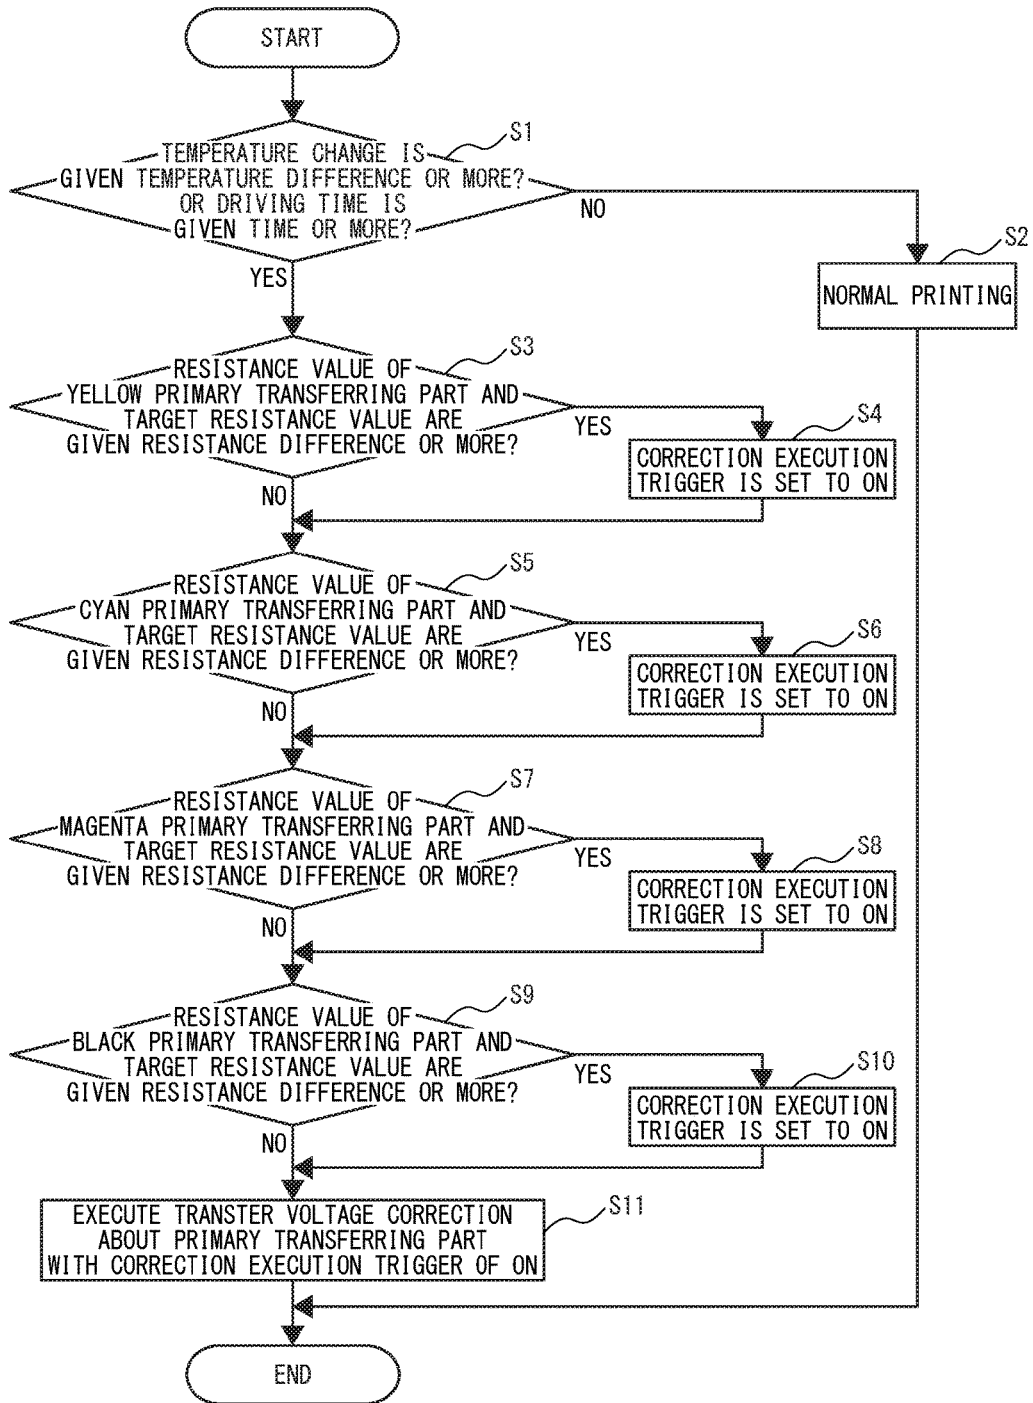 START
S1
TEMPERATURE CHANGE IS
GIVEN TEMPERATURE DIFFERENCE OR MORE?
OR DRIVING TIME IS
GIVEN TIME OR MORE?
NO
YES
S2
NORMAL PRINTING
S3
RESISTANCE VALUE OF
YELLOW PRIMARY TRANSFERRING PART AND
TARGET RESISTANCE VALUE ARE
GIVEN RESISTANCE DIFFERENCE OR MORE?
YES
NO
S4
CORRECTION EXECUTION
TRIGGER IS SET TO ON
S5
RESISTANCE VALUE OF
CYAN PRIMARY TRANSFERRING PART AND
TARGET RESISTANCE VALUE ARE
GIVEN RESISTANCE DIFFERENCE OR MORE?
YES
NO
S6
CORRECTION EXECUTION
TRIGGER IS SET TO ON
S7
RESISTANCE VALUE OF
MAGENTA PRIMARY TRANSFERRING PART AND
TARGET RESISTANCE VALUE ARE
GIVEN RESISTANCE DIFFERENCE OR MORE?
YES
NO
S8
CORRECTION EXECUTION
TRIGGER IS SET TO ON
S9
RESISTANCE VALUE OF
BLACK PRIMARY TRANSFERRING PART AND
TARGET RESISTANCE VALUE ARE
GIVEN RESISTANCE DIFFERENCE OR MORE?
YES
NO
S10
CORRECTION EXECUTION
TRIGGER IS SET TO ON
S11
EXECUTE TRANSTER VOLTAGE CORRECTION
ABOUT PRIMARY TRANSFERRING PART
WITH CORRECTION EXECUTION TRIGGER OF ON
END